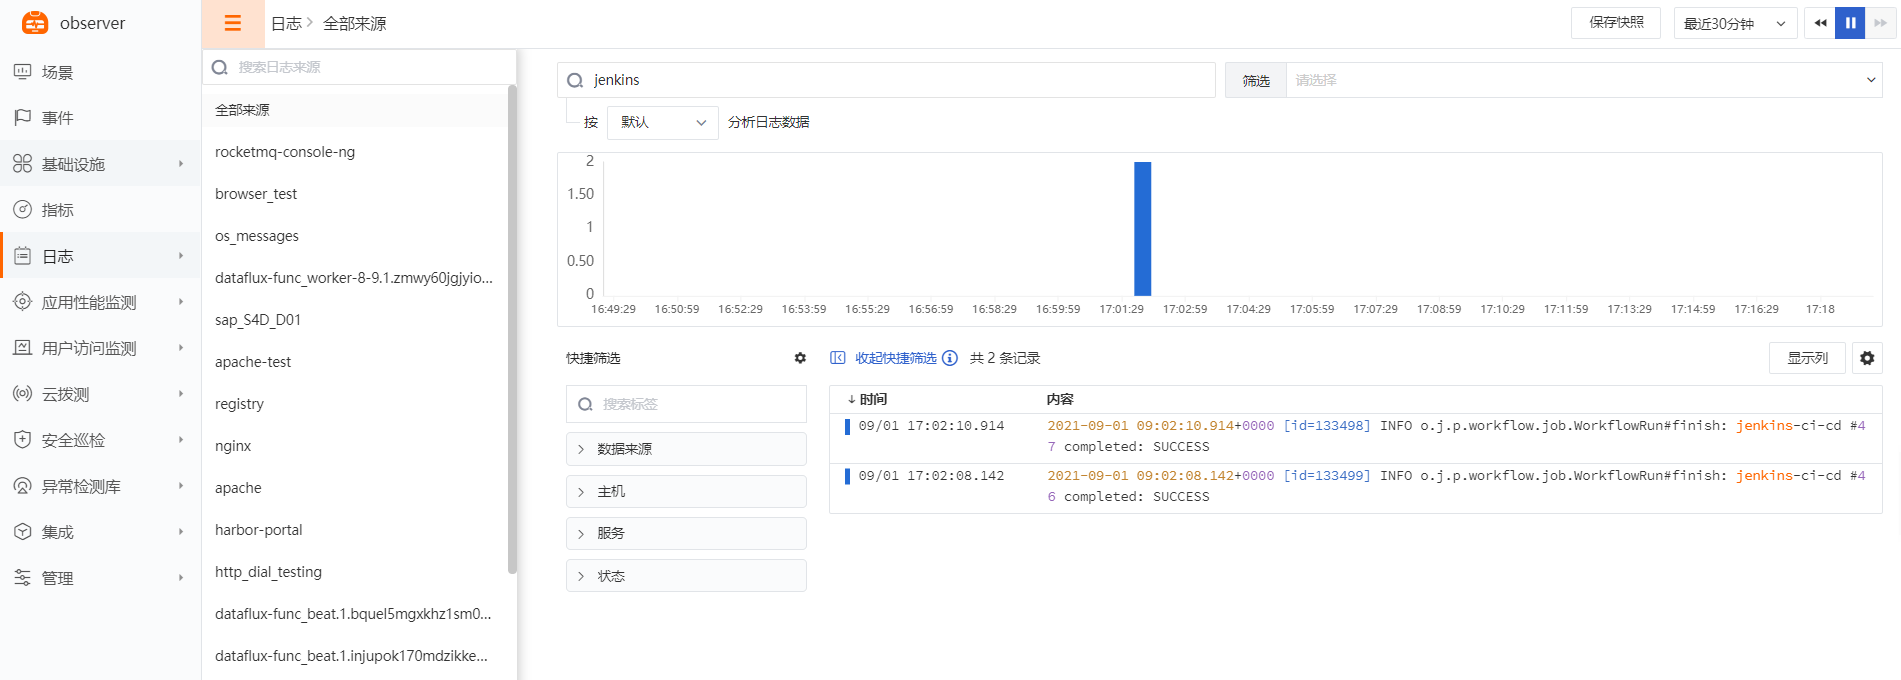 observer
日志 全部来源
保存快照
最近30分钟
场景
事件
基础设施
指标
日志
应用性能监测
用户访问监测
云拨测
安全巡检
异常检测库
集成
管理
搜索日志来源
全部来源
rocketmq-console-ng
browser_test
os_messages
dataflux-func_worker-8-9.1.zmwy60jgjyio...
sap_S4D_D01
apache-test
registry
nginx
apache
harbor-portal
http_dial_testing
dataflux-func_beat.1.bquel5mgxkhz1sm0...
dataflux-func_beat.1.injupok170mdzikke...
jenkins
筛选 请选择
按 默认 分析日志数据
2
1.50
1
0.50
0
16:49:29 16:50:59 16:52:29 16:53:59 16:55:29 16:56:59 16:58:29 16:59:59 17:01:29 17:02:59 17:04:29 17:05:59 17:07:29 17:08:59 17:10:29 17:11:59 17:13:29 17:14:59 17:16:29 17:18
快捷筛选
搜索标签
数据来源
主机
服务
状态
收起快捷筛选 共 2 条记录
显示列
↓时间 内容
09/01 17:02:10.914 2021-09-01 09:02:10.914+0000 [id=133498] INFO o.j.p.workflow.job.WorkflowRun#finish: jenkins-ci-cd #4
7 completed: SUCCESS
09/01 17:02:08.142 2021-09-01 09:02:08.142+0000 [id=133499] INFO o.j.p.workflow.job.WorkflowRun#finish: jenkins-ci-cd #4
6 completed: SUCCESS